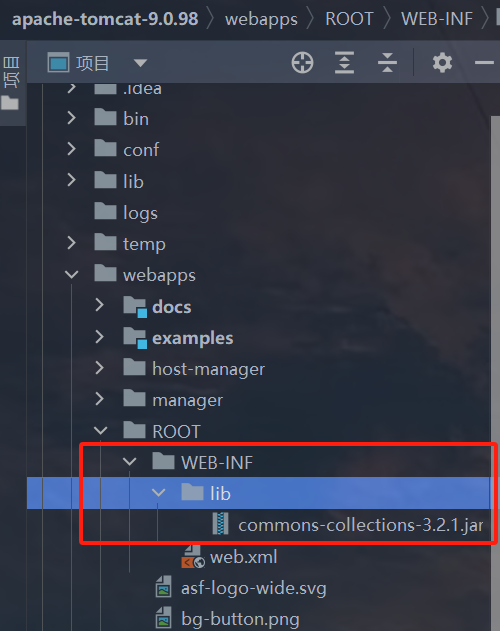 apache-tomcat-9.0.98 〉 webapps 〉 ROOT 〉 WEB-INF 〉
项目
项目
.idea
bin
conf
lib
logs
temp
webapps
docs
examples
host-manager
manager
ROOT
WEB-INF
lib
commons-collections-3.2.1.jar
web.xml
asf-logo-wide.svg
bg-button.png